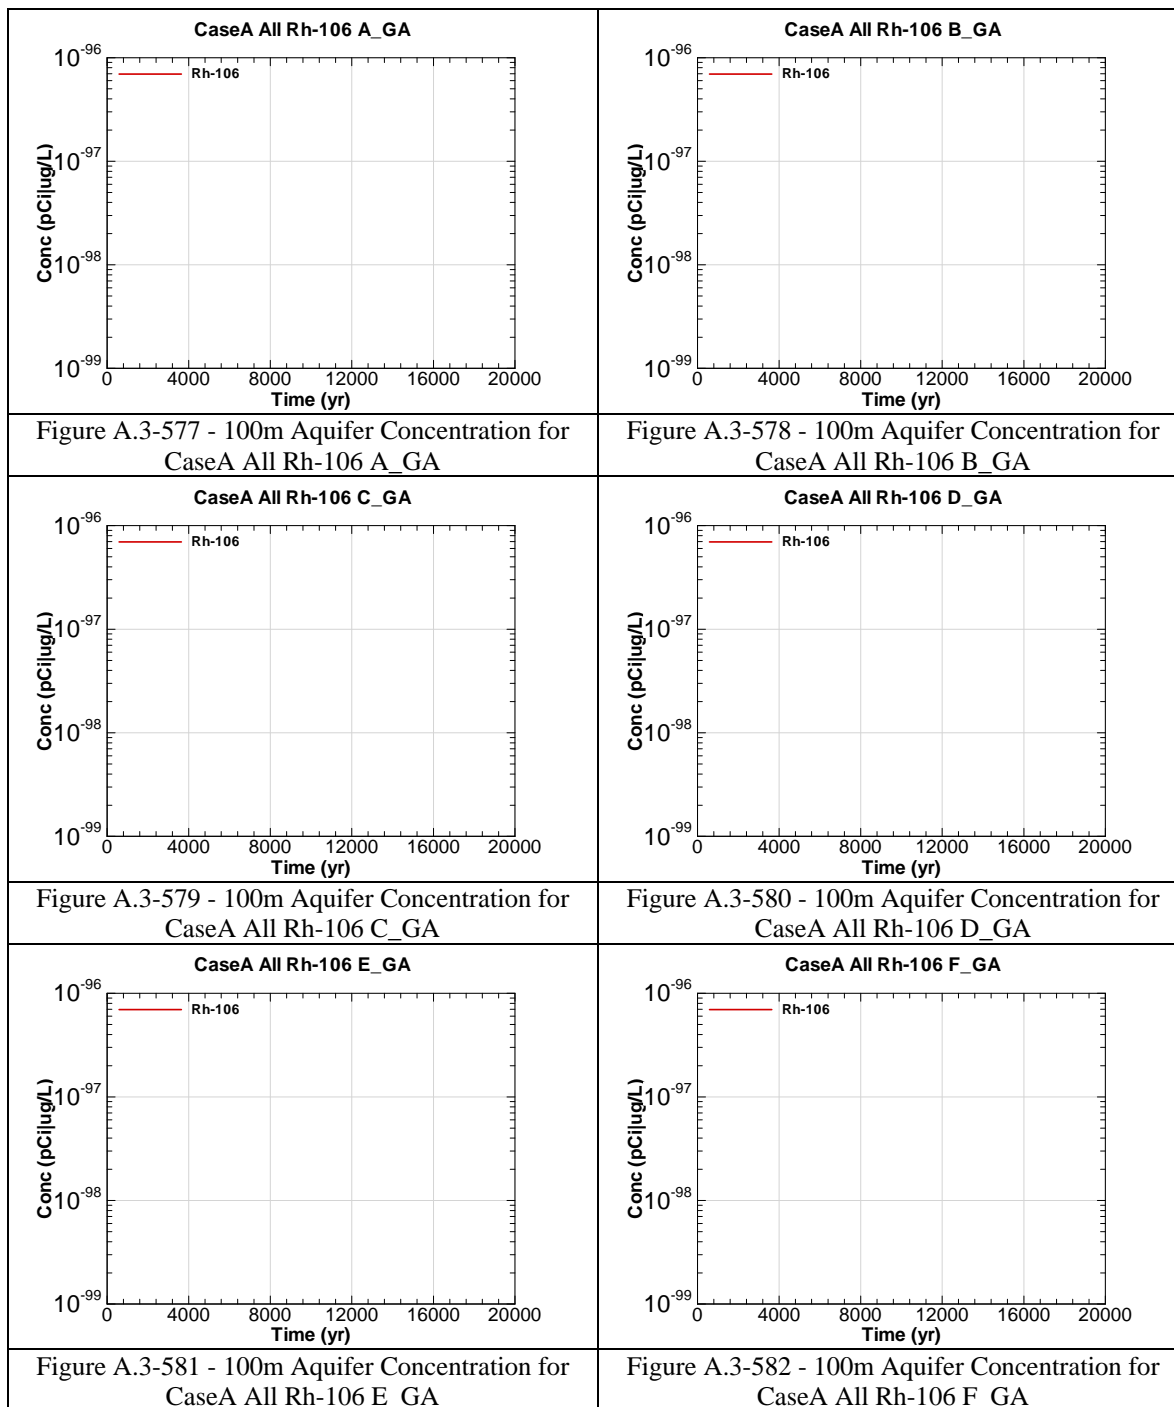 CaseA All Rh-106 A_GA
10-96
Rh-106
10-97
Conc (pCi|ug/L)
10-98
10-99
0 4000 8000 12000 16000 20000
Time (yr)
Figure A.3-577 - 100m Aquifer Concentration for
CaseA All Rh-106 A_GA
CaseA All Rh-106 B_GA
10-96
Rh-106
10-97
Conc (pCi|ug/L)
10-98
10-99
0 4000 8000 12000 16000 20000
Time (yr)
Figure A.3-578 - 100m Aquifer Concentration for
CaseA All Rh-106 B_GA
CaseA All Rh-106 C_GA
10-96
Rh-106
10-97
Conc (pCi|ug/L)
10-98
10-99
0 4000 8000 12000 16000 20000
Time (yr)
Figure A.3-579 - 100m Aquifer Concentration for
CaseA All Rh-106 C_GA
CaseA All Rh-106 D_GA
10-96
Rh-106
10-97
Conc (pCi|ug/L)
10-98
10-99
0 4000 8000 12000 16000 20000
Time (yr)
Figure A.3-580 - 100m Aquifer Concentration for
CaseA All Rh-106 D_GA
CaseA All Rh-106 E_GA
10-96
Rh-106
10-97
Conc (pCi|ug/L)
10-98
10-99
0 4000 8000 12000 16000 20000
Time (yr)
Figure A.3-581 - 100m Aquifer Concentration for
CaseA All Rh-106 E_GA
CaseA All Rh-106 F_GA
10-96
Rh-106
10-97
Conc (pCi|ug/L)
10-98
10-99
0 4000 8000 12000 16000 20000
Time (yr)
Figure A.3-582 - 100m Aquifer Concentration for
CaseA All Rh-106 F_GA